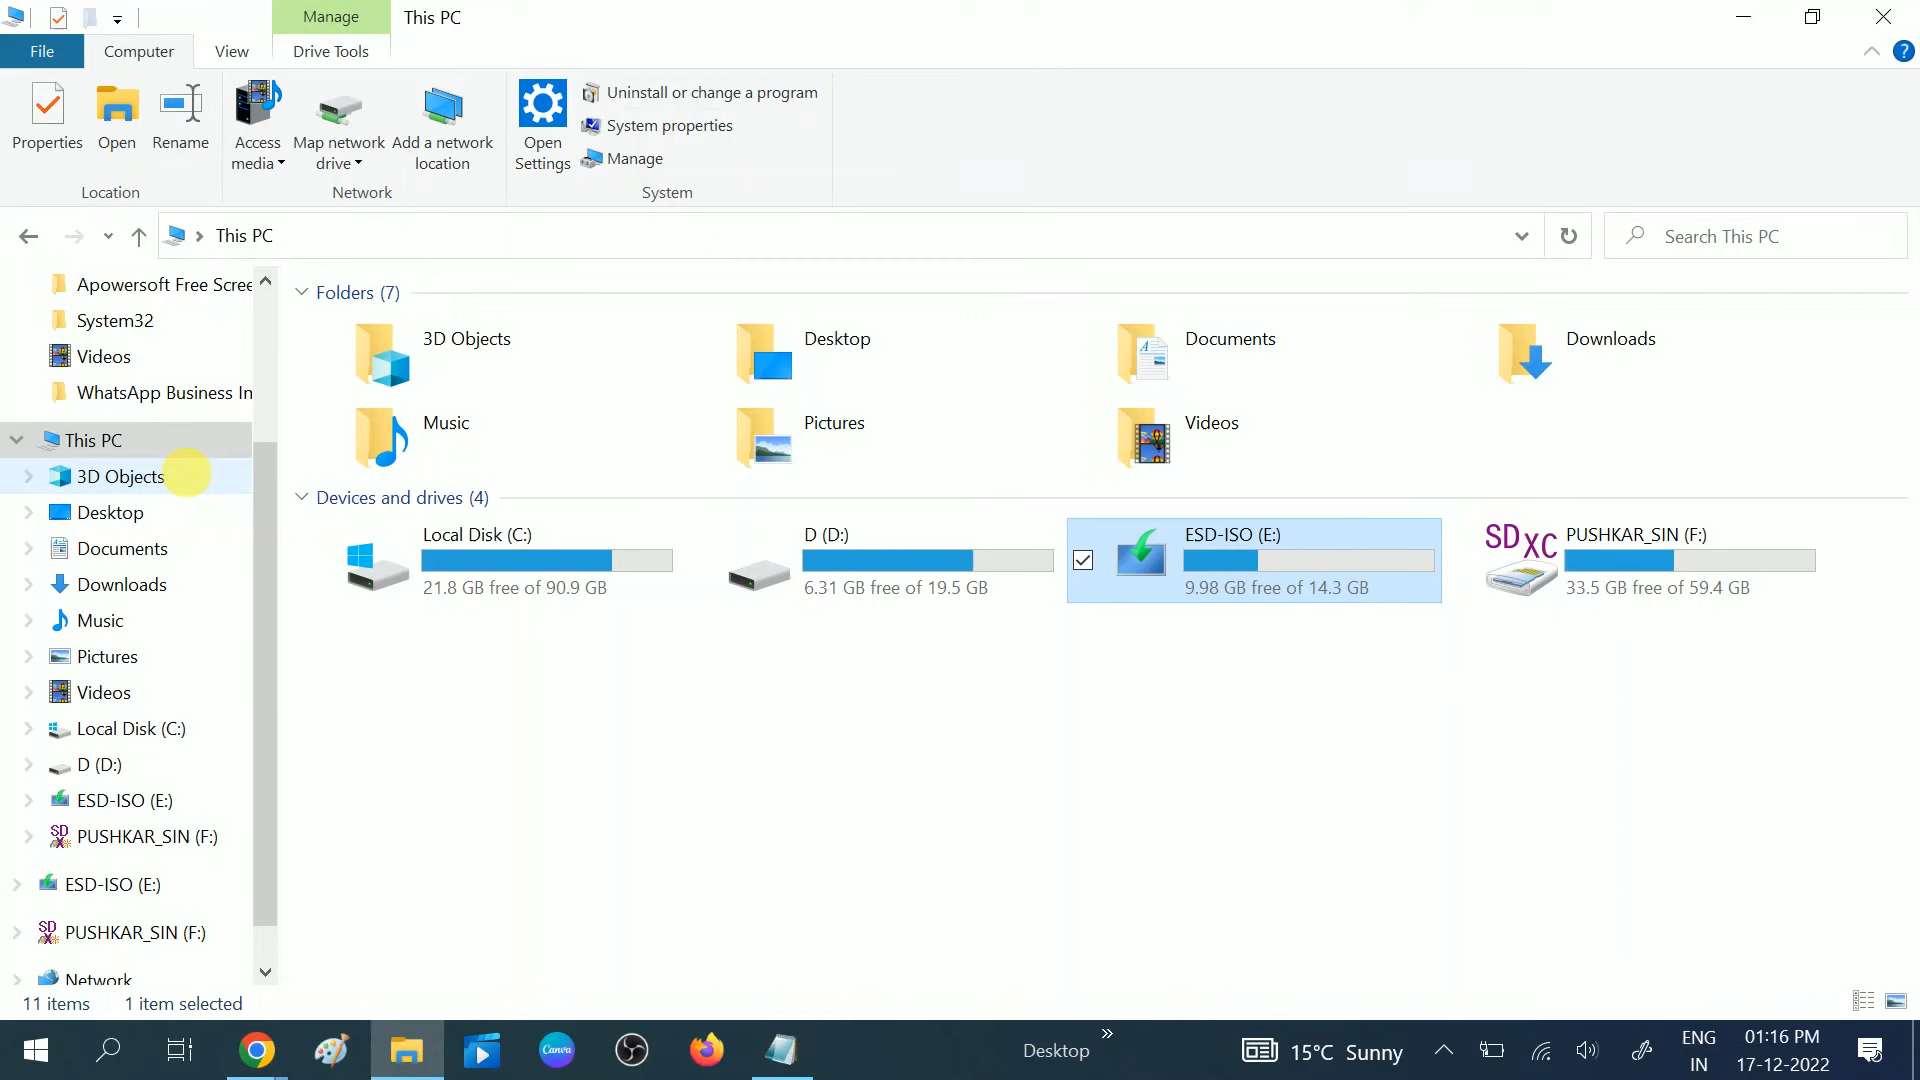 Manage
This PC
File
Computer
View
Drive Tools
?
Properties
Open
Rename
Access media
Map network drive
Add a network location
Open Settings
Uninstall or change a program
System properties
Manage
Location
Network
System
This PC
Search This PC
Apowersoft Free Scree
System32
Videos
WhatsApp Business In
This PC
3D Objects
Desktop
Documents
Downloads
Music
Pictures
Videos
Local Disk (C:)
D (D:)
ESD-ISO (E:)
PUSHKAR_SIN (F:)
ESD-ISO (E:)
PUSHKAR_SIN (F:)
Network
Folders (7)
3D Objects
Desktop
Documents
Downloads
Music
Pictures
Videos
Devices and drives (4)
Local Disk (C:)
21.8 GB free of 90.9 GB
D (D:)
6.31 GB free of 19.5 GB
ESD-ISO (E:)
9.98 GB free of 14.3 GB
SD XC
PUSHKAR_SIN (F:)
33.5 GB free of 59.4 GB
11 items
1 item selected
Canva
Desktop
15°C Sunny
ENG
IN
01:16 PM
17-12-2022